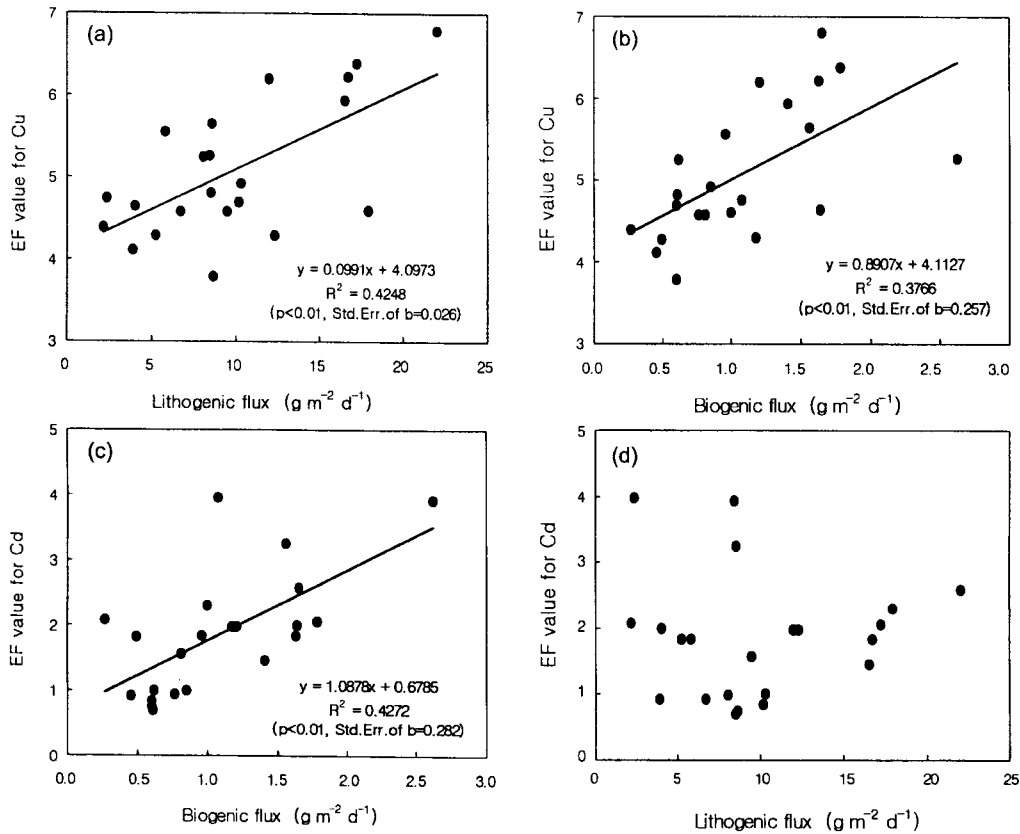 (a)
EF value for Cu
7
6
5
4
3
y = 0.0991x + 4.0973
R² = 0.4248
(p<0.01, Std.Err.of b=0.026)
0 5 10 15 20 25
Lithogenic flux (g m⁻² d⁻¹)
(b)
EF value for Cu
7
6
5
4
3
y = 0.8907x + 4.1127
R² = 0.3766
(p<0.01, Std.Err.of b=0.257)
0.0 0.5 1.0 1.5 2.0 2.5 3.0
Biogenic flux (g m⁻² d⁻¹)
(c)
EF value for Cd
5
4
3
2
1
0
y = 1.0878x + 0.6785
R² = 0.4272
(p<0.01, Std.Err.of b=0.282)
0.0 0.5 1.0 1.5 2.0 2.5 3.0
Biogenic flux (g m⁻² d⁻¹)
(d)
EF value for Cd
5
4
3
2
1
0
0 5 10 15 20 25
Lithogenic flux (g m⁻² d⁻¹)